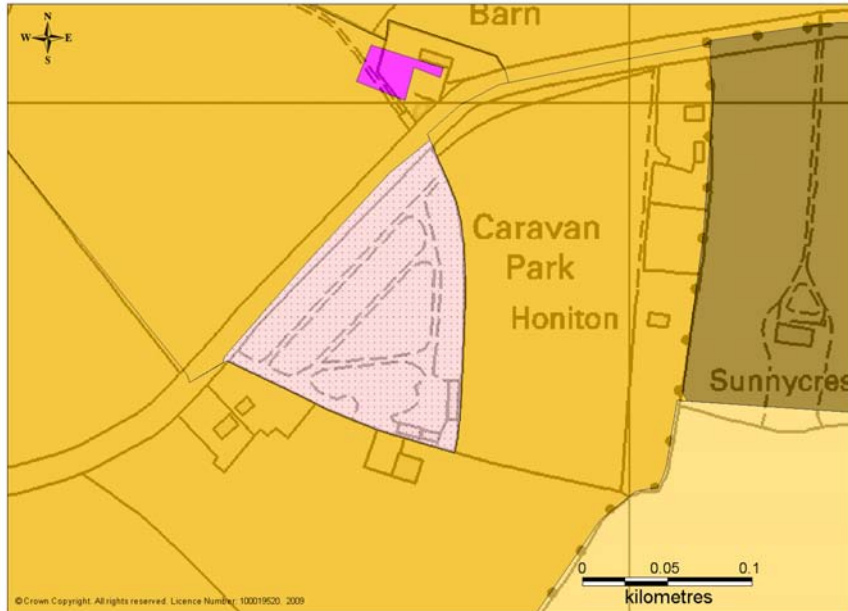 Barn
N
W E
S
Caravan
Park
Honiton
Sunnycres
0 0.05 0.1
kilometres
© Crown Copyright. All rights reserved. Licence Number: 100019520. 2009